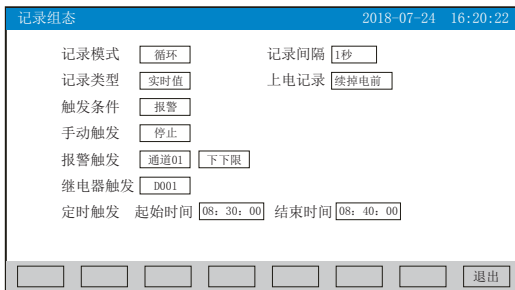 记录组态 2018-07-24 16:20:22
记录模式 循环 记录间隔 1秒
记录类型 实时值 上电记录 续掉电前
触发条件 报警
手动触发 停止
报警触发 通道01 下下限
继电器触发 D001
定时触发 起始时间 08: 30: 00 结束时间 08: 40: 00
退出